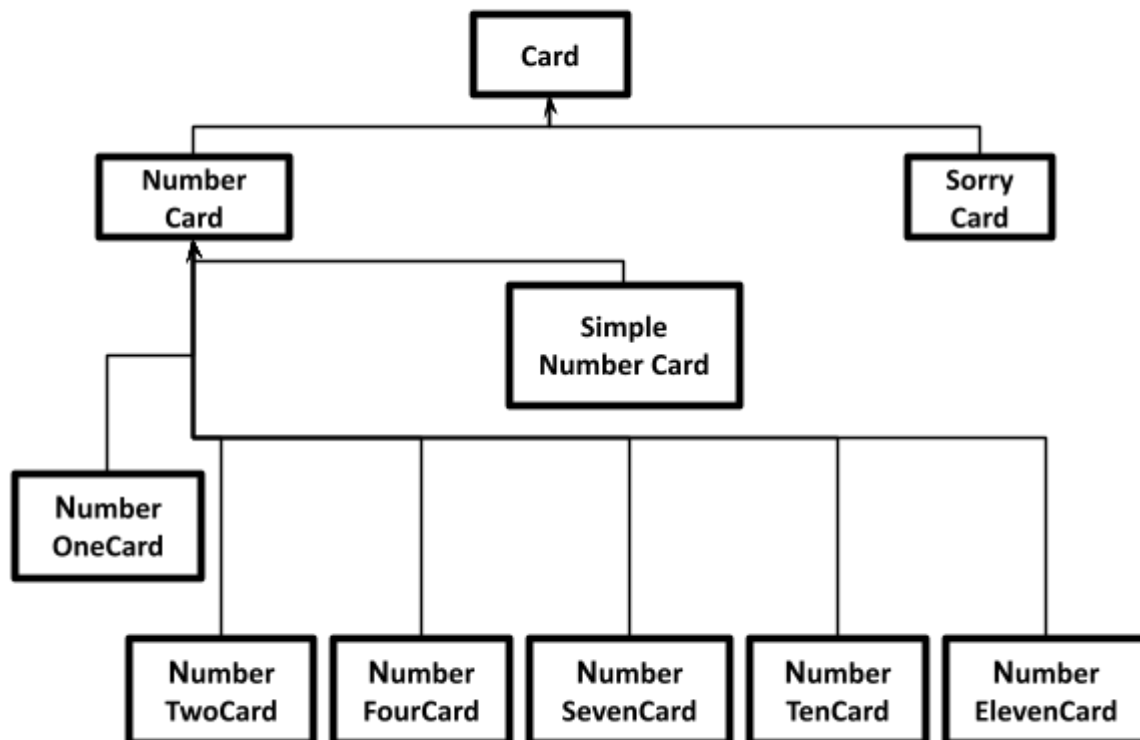 Card
Number
Card
Sorry
Card
Simple
Number Card
Number
OneCard
Number
TwoCard
Number
FourCard
Number
SevenCard
Number
TenCard
Number
ElevenCard